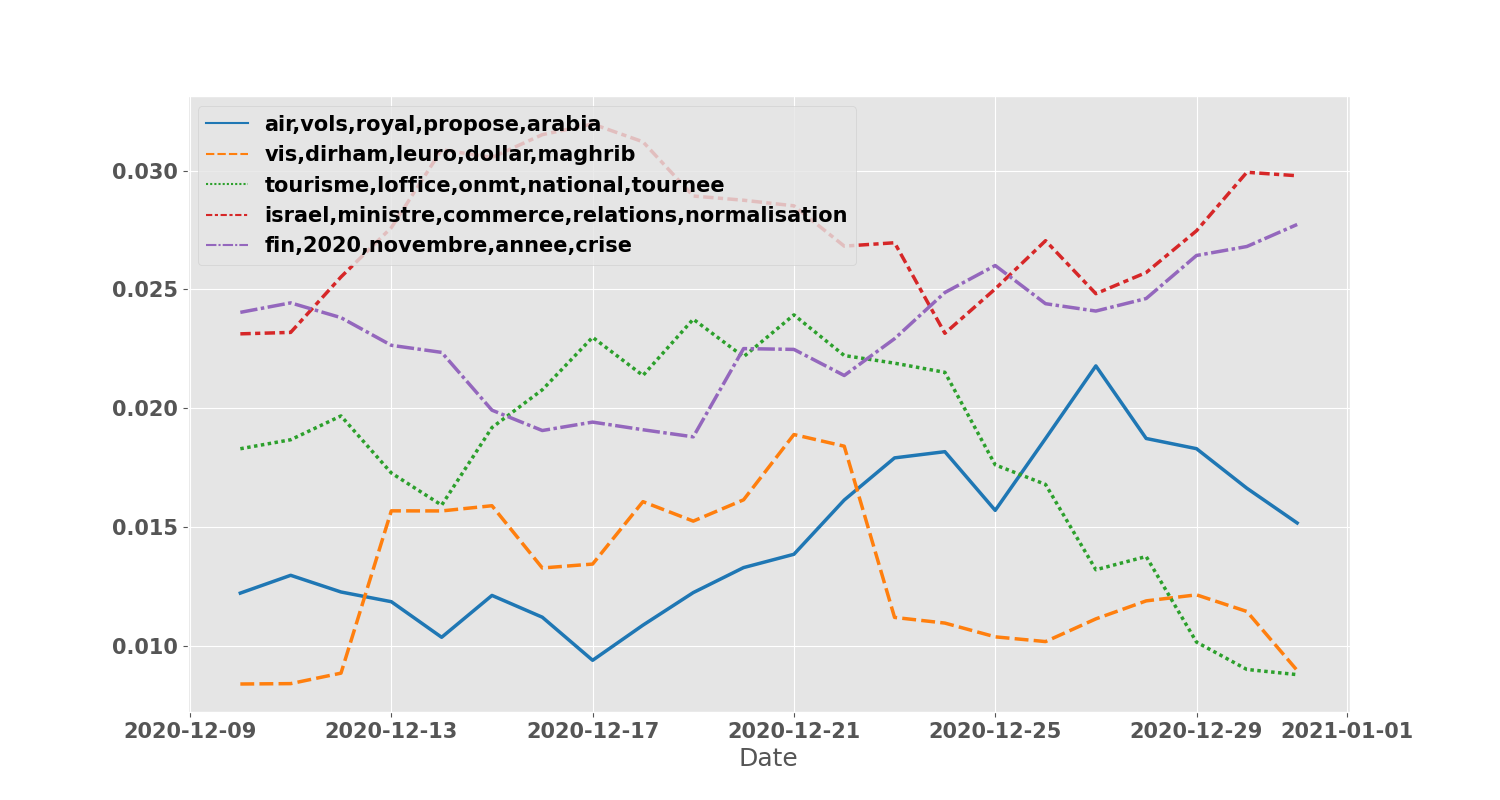 air,vols,royal,propose,arabia
vis,dirham,leuro,dollar,maghrib
tourisme,loffice,onmt,national,tournee
israel,ministre,commerce,relations,normalisation
fin,2020,novembre,annee,crise
0.030
0.025
0.020
0.015
0.010
2020-12-09 2020-12-13 2020-12-17 2020-12-21 2020-12-25 2020-12-29 2021-01-01
Date